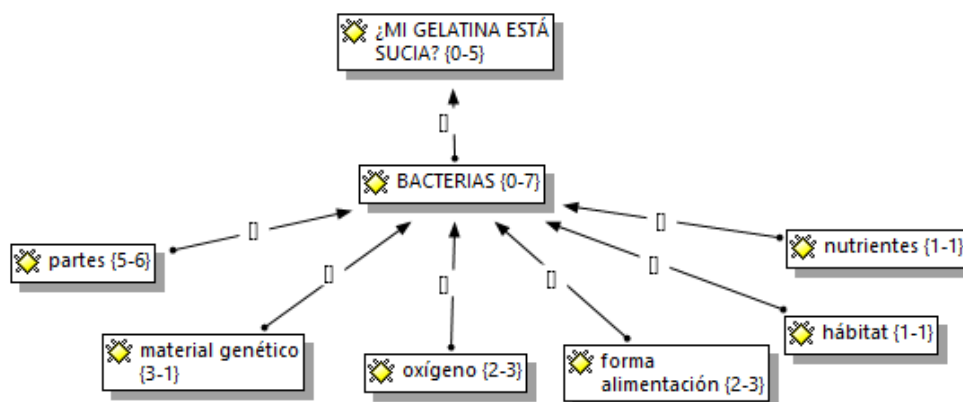 ¿MI GELATINA ESTÁ
SUCIA? {0-5}
[]
BACTERIAS {0-7}
[]
[]
[]
[]
[]
[]
partes {5-6}
nutrientes {1-1}
material genético
{3-1}
oxígeno {2-3}
forma
alimentación {2-3}
hábitat {1-1}